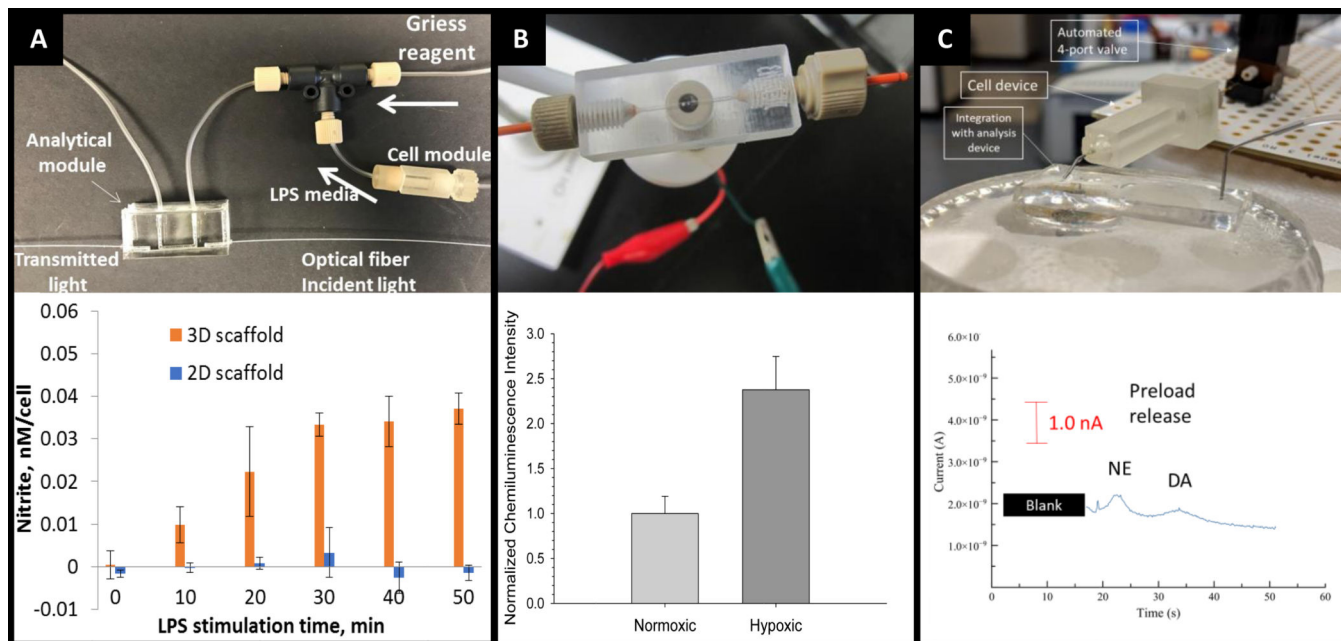 A
Griess
reagent
Analytical
module
Cell module
LPS media
Transmitted
light
Optical fiber
Incident light
0.06
0.05
0.04
0.03
0.02
0.01
0
-0.01
Nitrite, nM/cell
3D scaffold
2D scaffold
0
10
20
30
40
50
LPS stimulation time, min
B
Normalized Chemiluminescence Intensity
3.0
2.5
2.0
1.5
1.0
0.5
0.0
Normoxic
Hypoxic
C
Automated
4-port valve
Cell device
Integration
with analysis
device
Current (A)
6.0×10⁻
5.0×10⁻⁹
4.0×10⁻⁹
3.0×10⁻⁹
2.0×10⁻⁹
1.0×10⁻⁹
1.0 nA
Preload
release
NE
DA
Blank
0
10
20
30
40
50
60
Time (s)